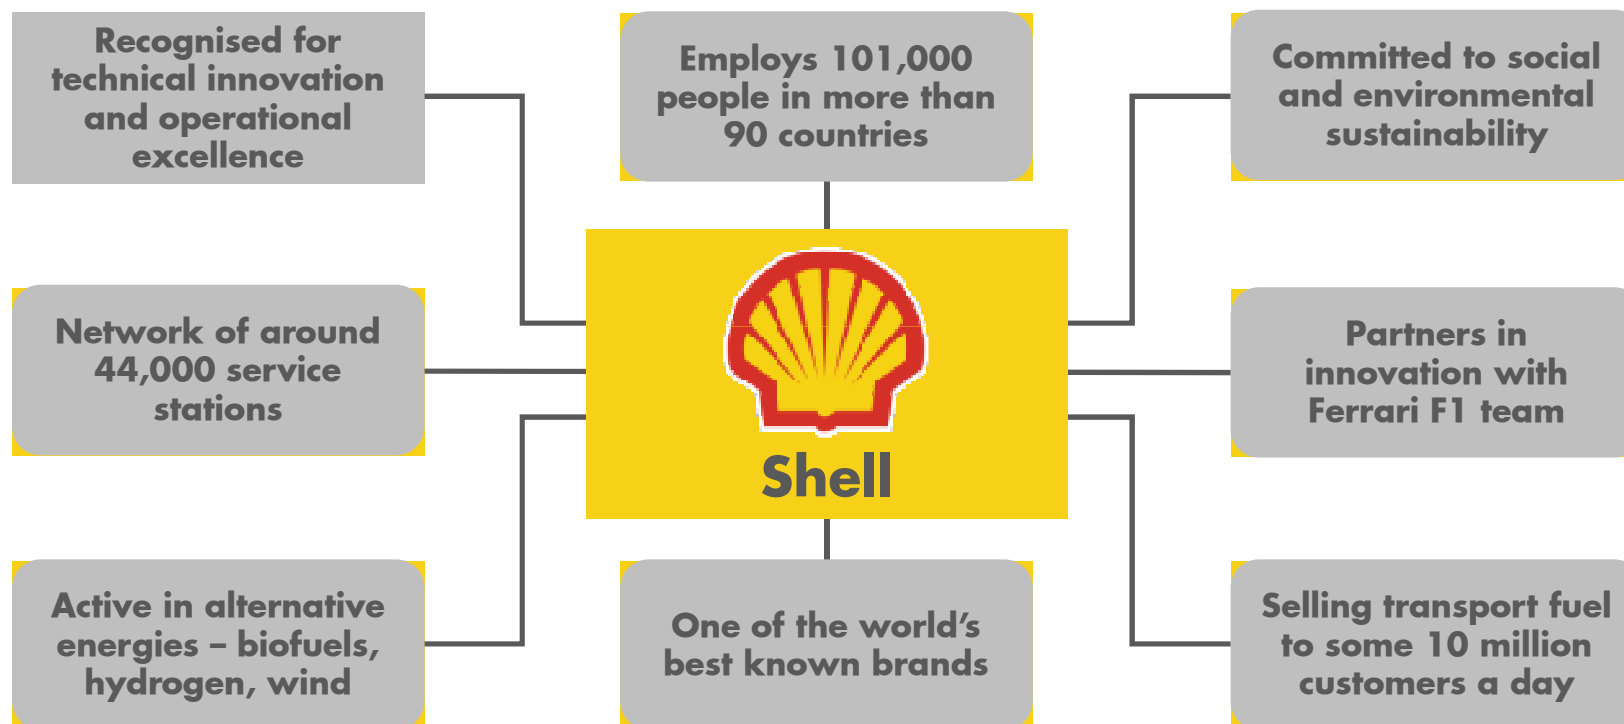 Recognised for
technical innovation
and operational
excellence
Employs 101,000
people in more than
90 countries
Committed to social
and environmental
sustainability
Network of around
44,000 service
stations
Shell
Partners in
innovation with
Ferrari F1 team
Active in alternative
energies – biofuels,
hydrogen, wind
One of the world’s
best known brands
Selling transport fuel
to some 10 million
customers a day